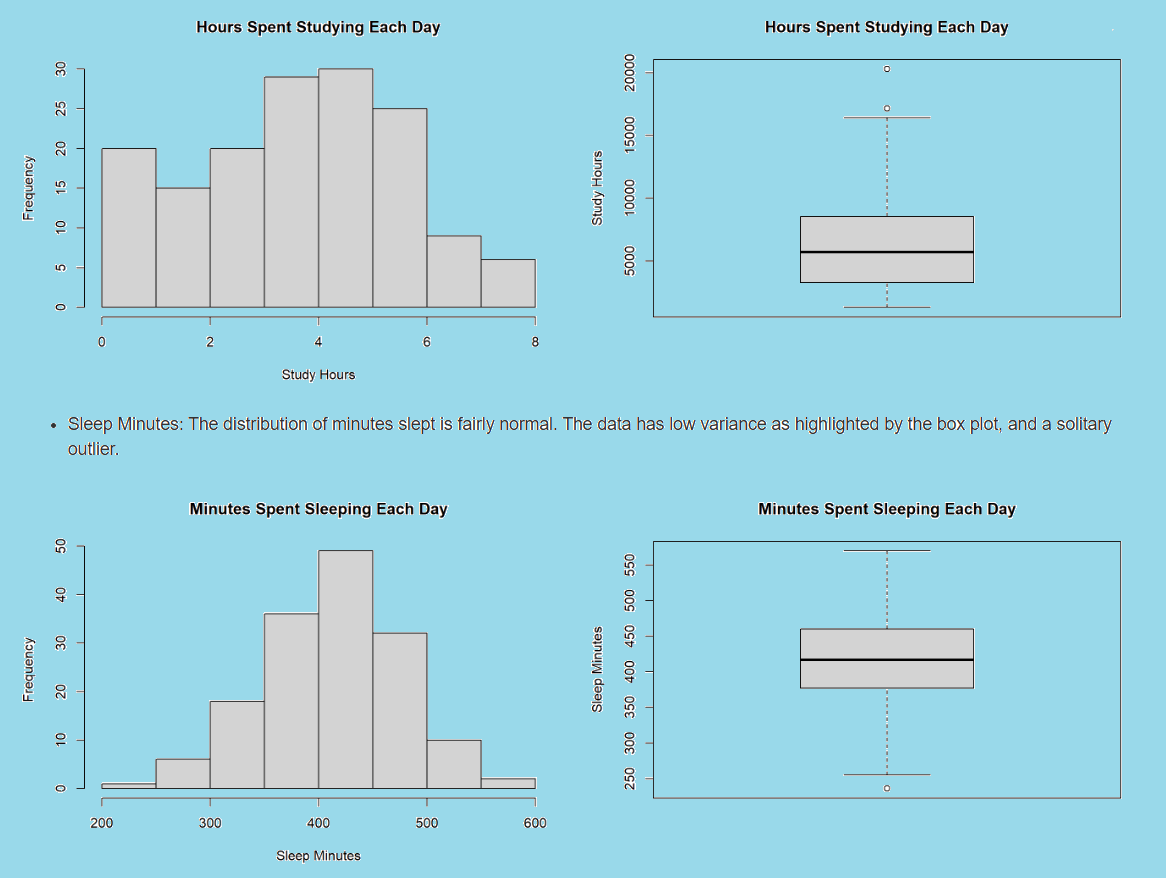 Hours Spent Studying Each Day
Hours Spent Studying Each Day
30
25
20
15
10
5
0
Frequency
0 2 4 6 8
Study Hours
20000
15000
10000
5000
Study Hours
• Sleep Minutes: The distribution of minutes slept is fairly normal. The data has low variance as highlighted by the box plot, and a solitary
outlier.
Minutes Spent Sleeping Each Day
Minutes Spent Sleeping Each Day
50
40
30
20
10
0
Frequency
200 300 400 500 600
Sleep Minutes
550
500
450
400
350
300
250
Sleep Minutes